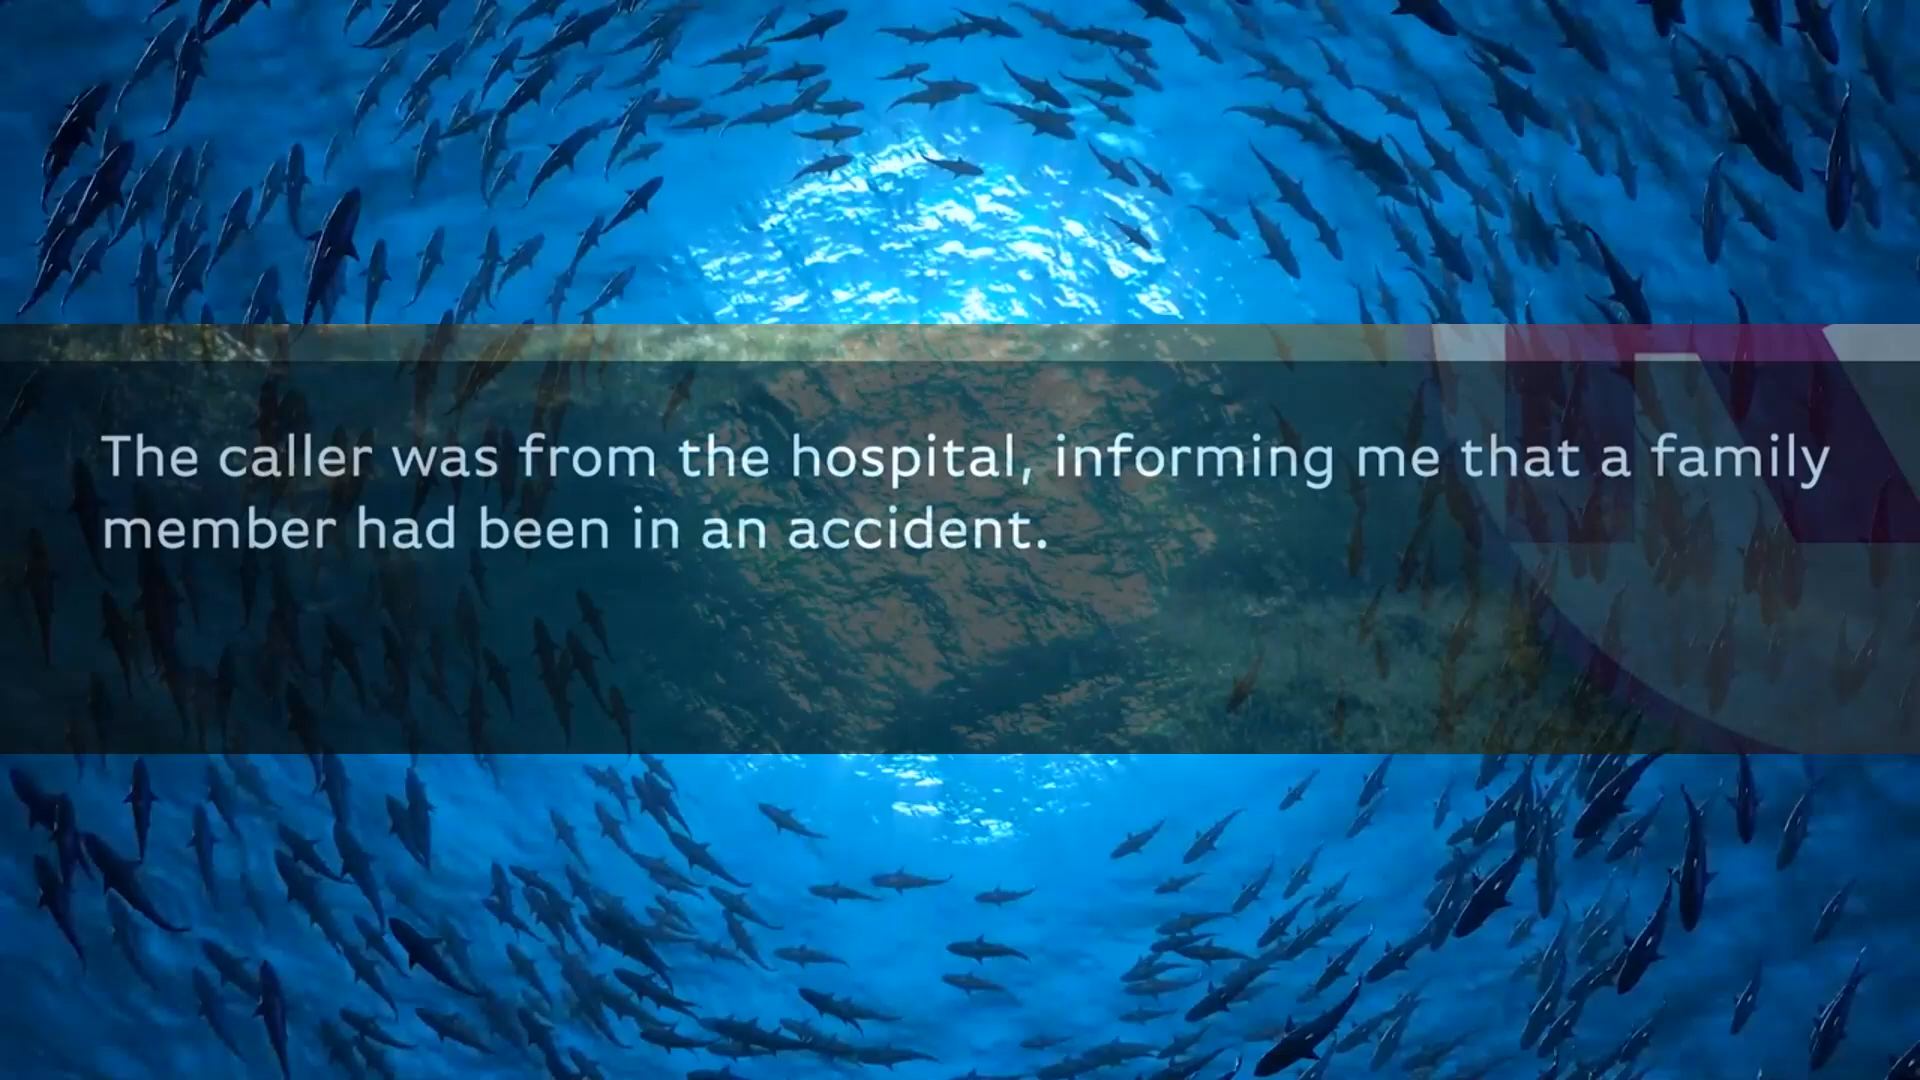 The caller was from the hospital, informing me that a family
member had been in an accident.